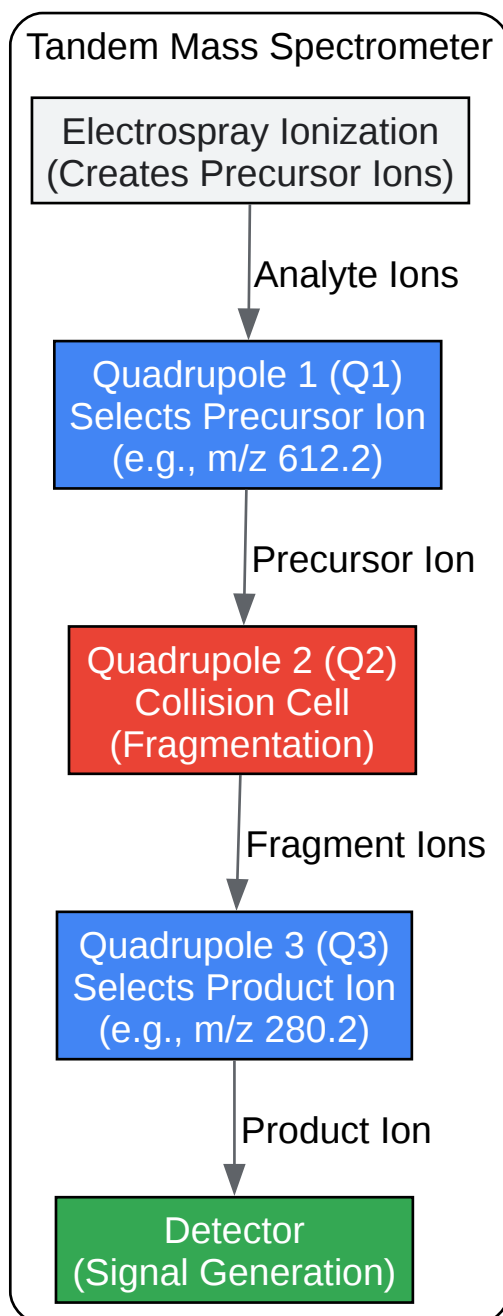 Tandem Mass Spectrometer
Electrospray Ionization
(Creates Precursor Ions)
Analyte Ions
Quadrupole 1 (Q1)
Selects Precursor Ion
(e.g., m/z 612.2)
Precursor Ion
Quadrupole 2 (Q2)
Collision Cell
(Fragmentation)
Fragment Ions
Quadrupole 3 (Q3)
Selects Product Ion
(e.g., m/z 280.2)
Product Ion
Detector
(Signal Generation)